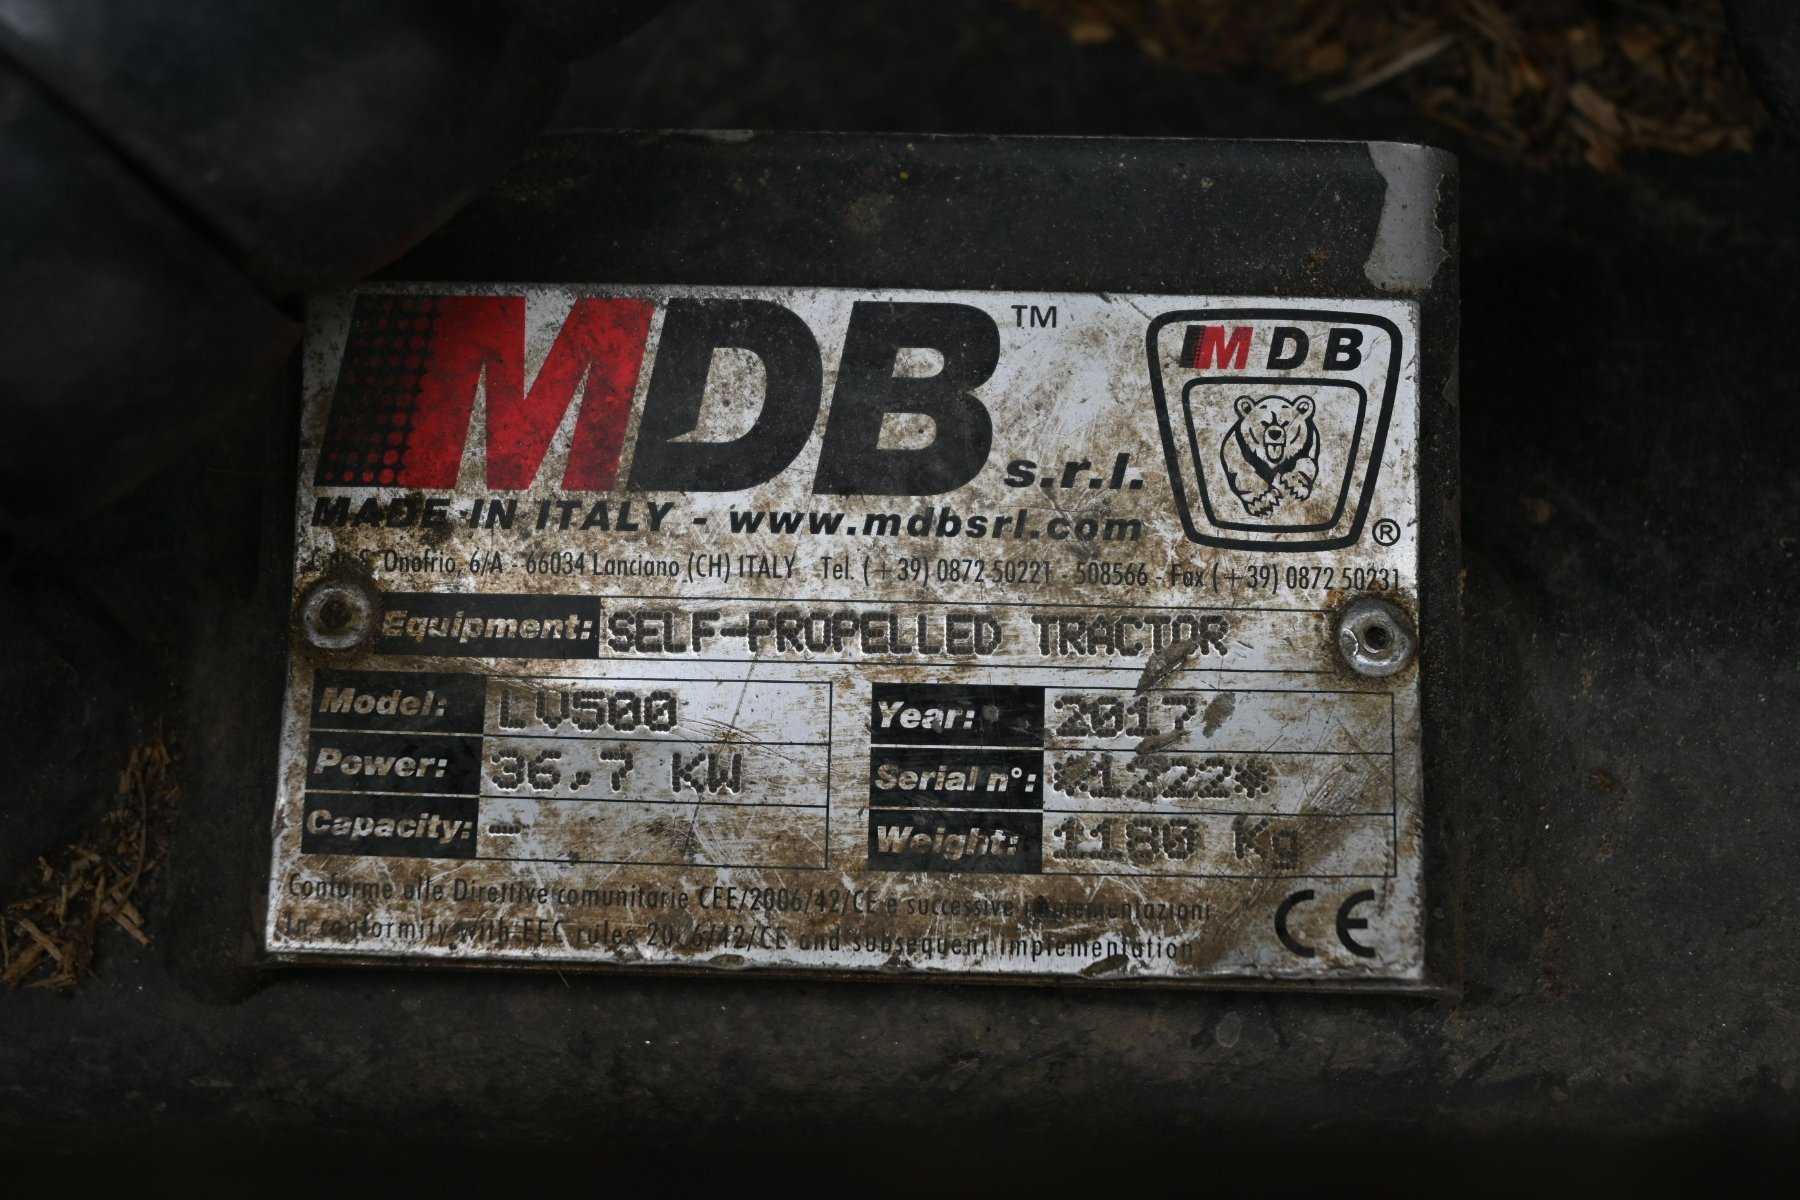 MDB™ s.r.l.
MDB
MADE IN ITALY - www.mdbsrl.com
®
S. Onofrio, 6/A - 66034 Lanciano (CH) ITALY Tel. (+39) 0872 50221 - 508566 - Fax (+39) 0872 50231
Equipment: SELF-PROPELLED TRACTOR
Model: LV500
Year: 2017
Power: 36,7 KW
Serial n°: *1322*
Capacity: -
Weight: 1180 Kg
Conforme alle Direttive comunitarie CEE/2006/42/CE e successive implementazioni
In conformity with EEC rules 2006/42/CE and subsequent implementation
CE